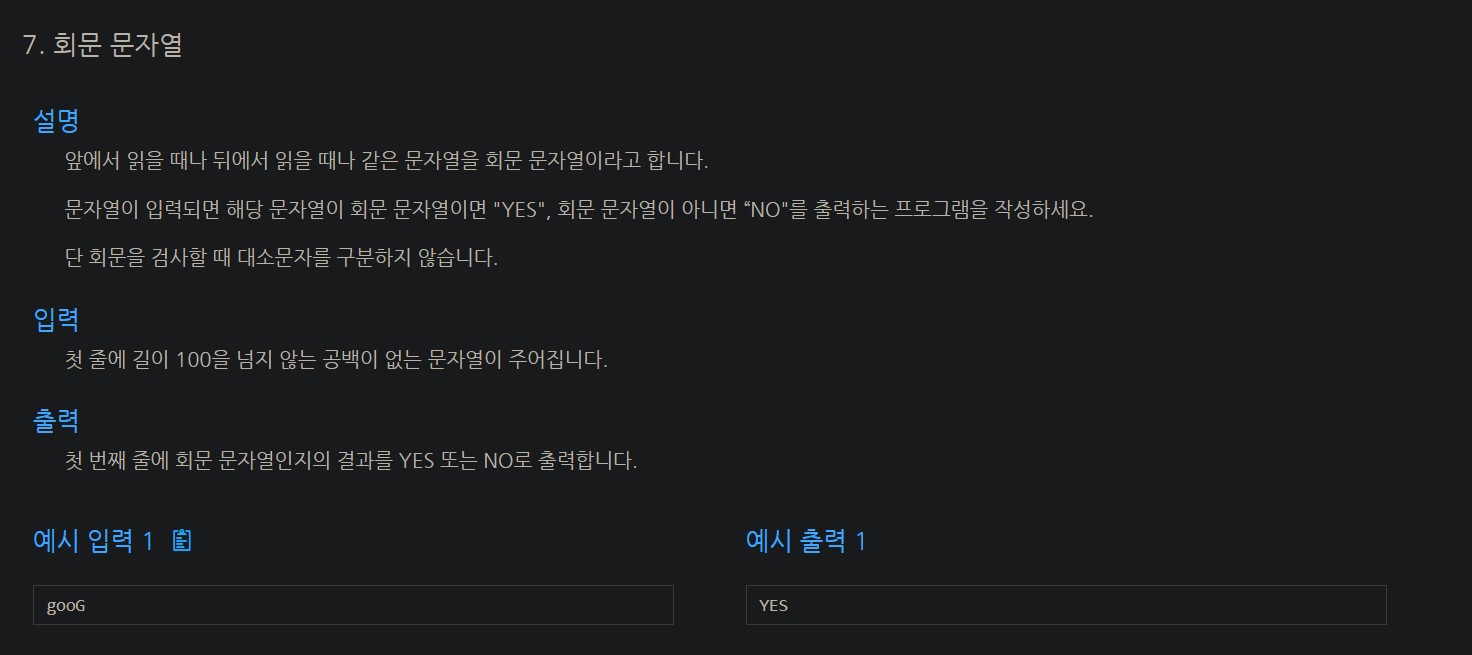 7. 회문 문자열
설명
앞에서 읽을 때나 뒤에서 읽을 때나 같은 문자열을 회문 문자열이라고 합니다.
문자열이 입력되면 해당 문자열이 회문 문자열이면 "YES", 회문 문자열이 아니면 “NO"를 출력하는 프로그램을 작성하세요.
단 회문을 검사할 때 대소문자를 구분하지 않습니다.
입력
첫 줄에 길이 100을 넘지 않는 공백이 없는 문자열이 주어집니다.
출력
첫 번째 줄에 회문 문자열인지의 결과를 YES 또는 NO로 출력합니다.
예시 입력 1
예시 출력 1
gooG
YES